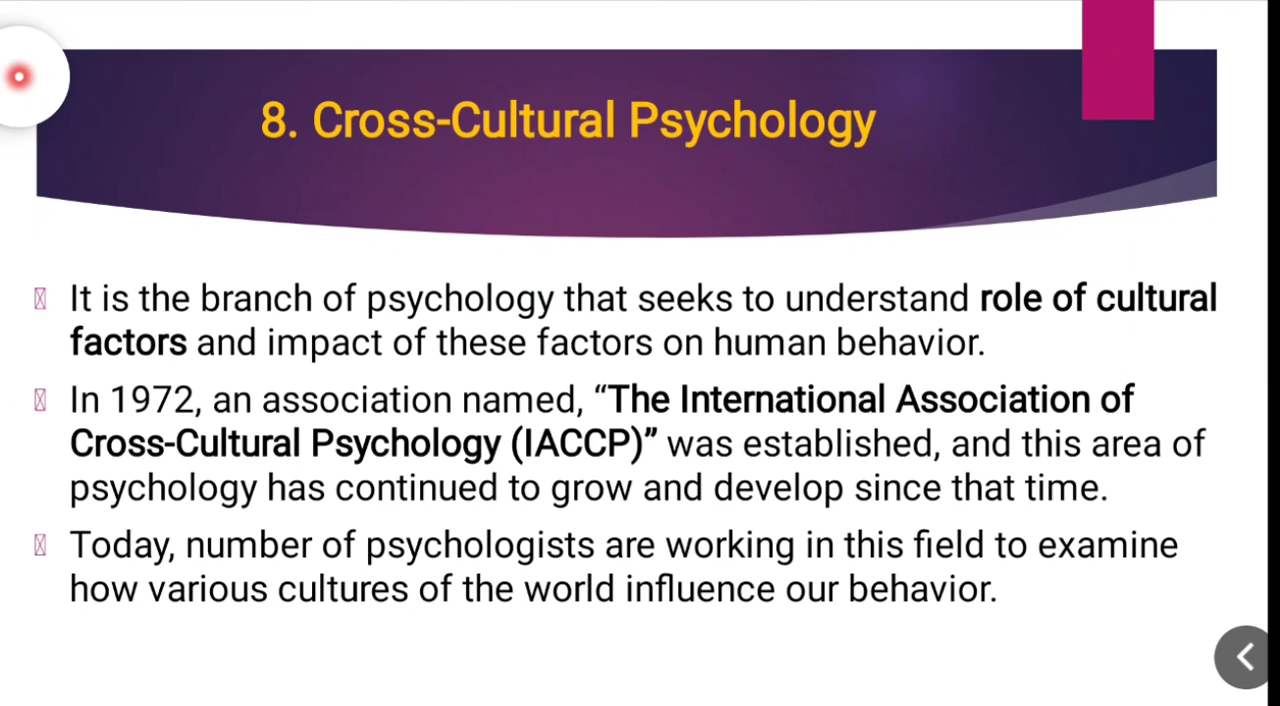 8. Cross-Cultural Psychology
It is the branch of psychology that seeks to understand role of cultural
factors and impact of these factors on human behavior.
In 1972, an association named, “The International Association of
Cross-Cultural Psychology (IACCP)” was established, and this area of
psychology has continued to grow and develop since that time.
Today, number of psychologists are working in this field to examine
how various cultures of the world influence our behavior.